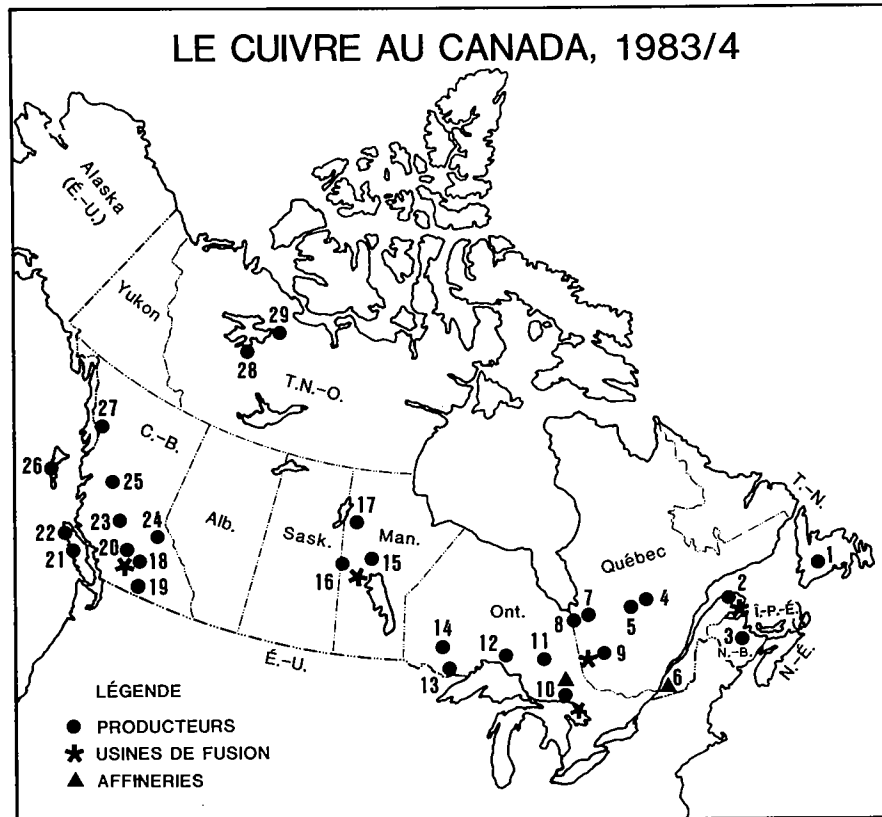 LE CUIVRE AU CANADA, 1983/4
Alaska
(É.-U.)
Yukon
29
28
T.N.-O.
27
C.-B.
26
25
22
23
24
Alb.
Sask.
17
Man.
T.-N.
21
20
18
16
15
Québec
1
19
7
4
2
8
5
Î.-P.-É.
Ont.
3
N.-B.
N.-É.
14
12
11
9
É.-U.
13
10
6
LÉGENDE
PRODUCTEURS
USINES DE FUSION
AFFINERIES